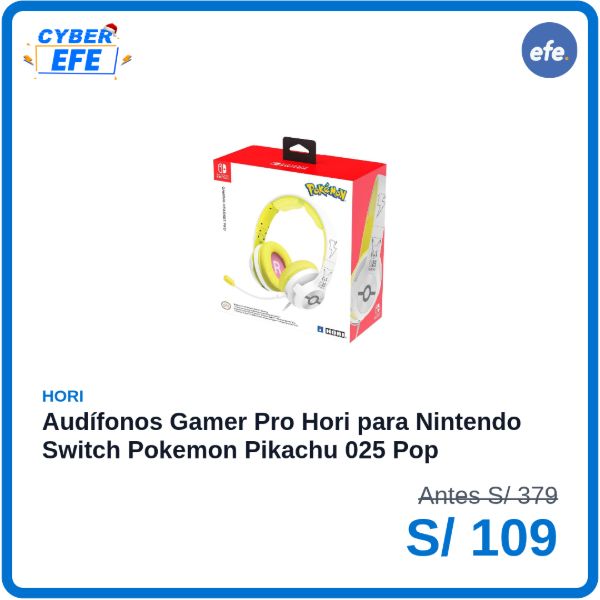 CYBER
EFE
efe.
POKÉMON
HORI
HORI
Audífonos Gamer Pro Hori para Nintendo
Switch Pokemon Pikachu 025 Pop
Antes S/ 379
S/ 109